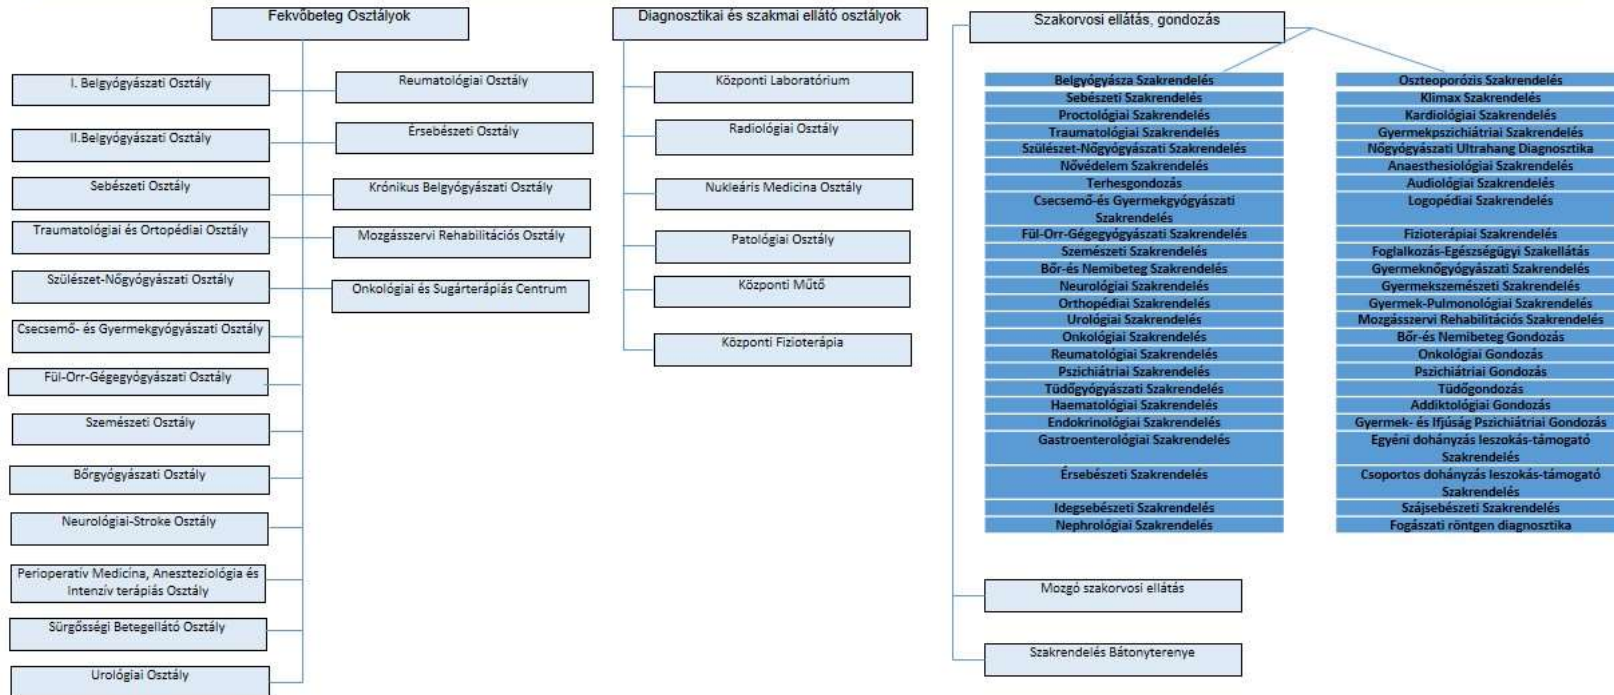 Fekvőbeteg Osztályok
I. Belgyógyászati Osztály
II.Belgyógyászati Osztály
Sebészeti Osztály
Traumatológiai és Ortopédiai Osztály
Szülészet-Nőgyógyászati Osztály
Csecsemő- és Gyermekgyógyászati Osztály
Fül-Orr-Gégegyógyászati Osztály
Szemészeti Osztály
Bőrgyógyászati Osztály
Neurológiai-Stroke Osztály
Perioperatív Medicína, Aneszteziológia és
Intenzív terápiás Osztály
Sürgősségi Betegellátó Osztály
Urológiai Osztály
Reumatológiai Osztály
Érsebészeti Osztály
Krónikus Belgyógyászati Osztály
Mozgásszervi Rehabilitációs Osztály
Onkológiai és Sugárterápiás Centrum
Diagnosztikai és szakmai ellátó osztályok
Központi Laboratórium
Radiológiai Osztály
Nukleáris Medicina Osztály
Patológiai Osztály
Központi Műtő
Központi Fizioterápia
Szakorvosi ellátás, gondozás
Belgyógyásza Szakrendelés
Sebészeti Szakrendelés
Proctológiai Szakrendelés
Traumatológiai Szakrendelés
Szülészet-Nőgyógyászati Szakrendelés
Nővédelem Szakrendelés
Terhesgondozás
Csecsemő-és Gyermekgyógyászati
Szakrendelés
Fül-Orr-Gégegyógyászati Szakrendelés
Szemészeti Szakrendelés
Bőr-és Nemibeteg Szakrendelés
Neurológiai Szakrendelés
Orthopédiai Szakrendelés
Urológiai Szakrendelés
Onkológiai Szakrendelés
Reumatológiai Szakrendelés
Pszichiátriai Szakrendelés
Tüdőgyógyászati Szakrendelés
Haematológiai Szakrendelés
Endokrinológiai Szakrendelés
Gastroenterológiai Szakrendelés
Érsebészeti Szakrendelés
Idegsebészeti Szakrendelés
Nephrológiai Szakrendelés
Oszteoporózis Szakrendelés
Klimax Szakrendelés
Kardiológiai Szakrendelés
Gyermekpszichiátriai Szakrendelés
Nőgyógyászati Ultrahang Diagnosztika
Anaesthesiológiai Szakrendelés
Audiológiai Szakrendelés
Logopédiai Szakrendelés
Fizioterápiai Szakrendelés
Foglalkozás-Egészségügyi Szakellátás
Gyermeknőgyógyászati Szakrendelés
Gyermekszemészeti Szakrendelés
Gyermek-Pulmonológiai Szakrendelés
Mozgásszervi Rehabilitációs Szakrendelés
Bőr-és Nemibeteg Gondozás
Onkológiai Gondozás
Pszichiátriai Gondozás
Tüdőgondozás
Addiktológiai Gondozás
Gyermek- és Ifjúság Pszichiátriai Gondozás
Egyéni dohányzás leszokás-támogató
Szakrendelés
Csoportos dohányzás leszokás-támogató
Szakrendelés
Szájsebészeti Szakrendelés
Fogászati röntgen diagnosztika
Mozgó szakorvosi ellátás
Szakrendelés Bátonyterenye